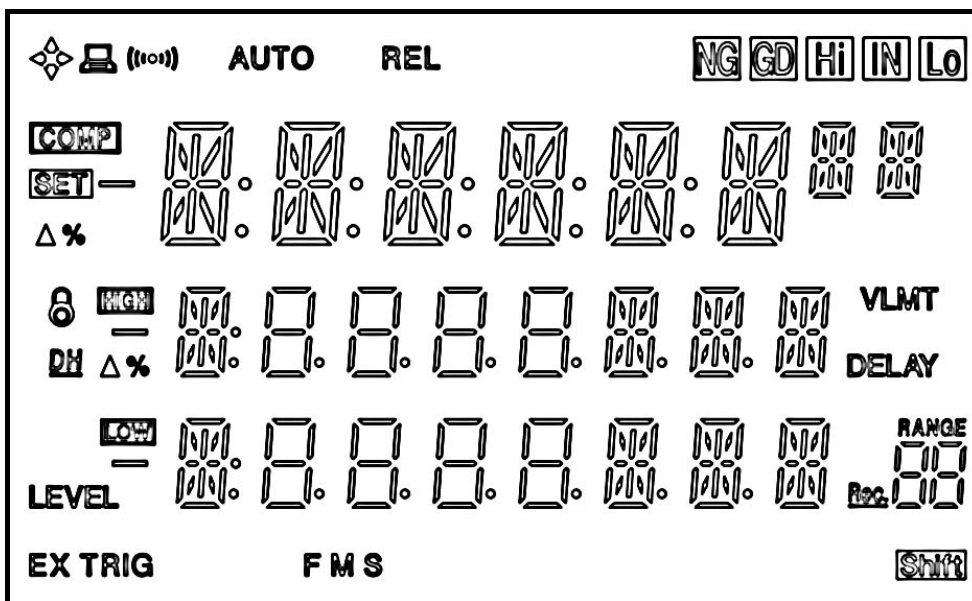 AUTO REL NG GD Hi IN Lo
COMP
SET
Δ %
HIGH VLMT
DH Δ % DELAY
LOW RANGE
LEVEL Rec.
EX TRIG F M S Shift